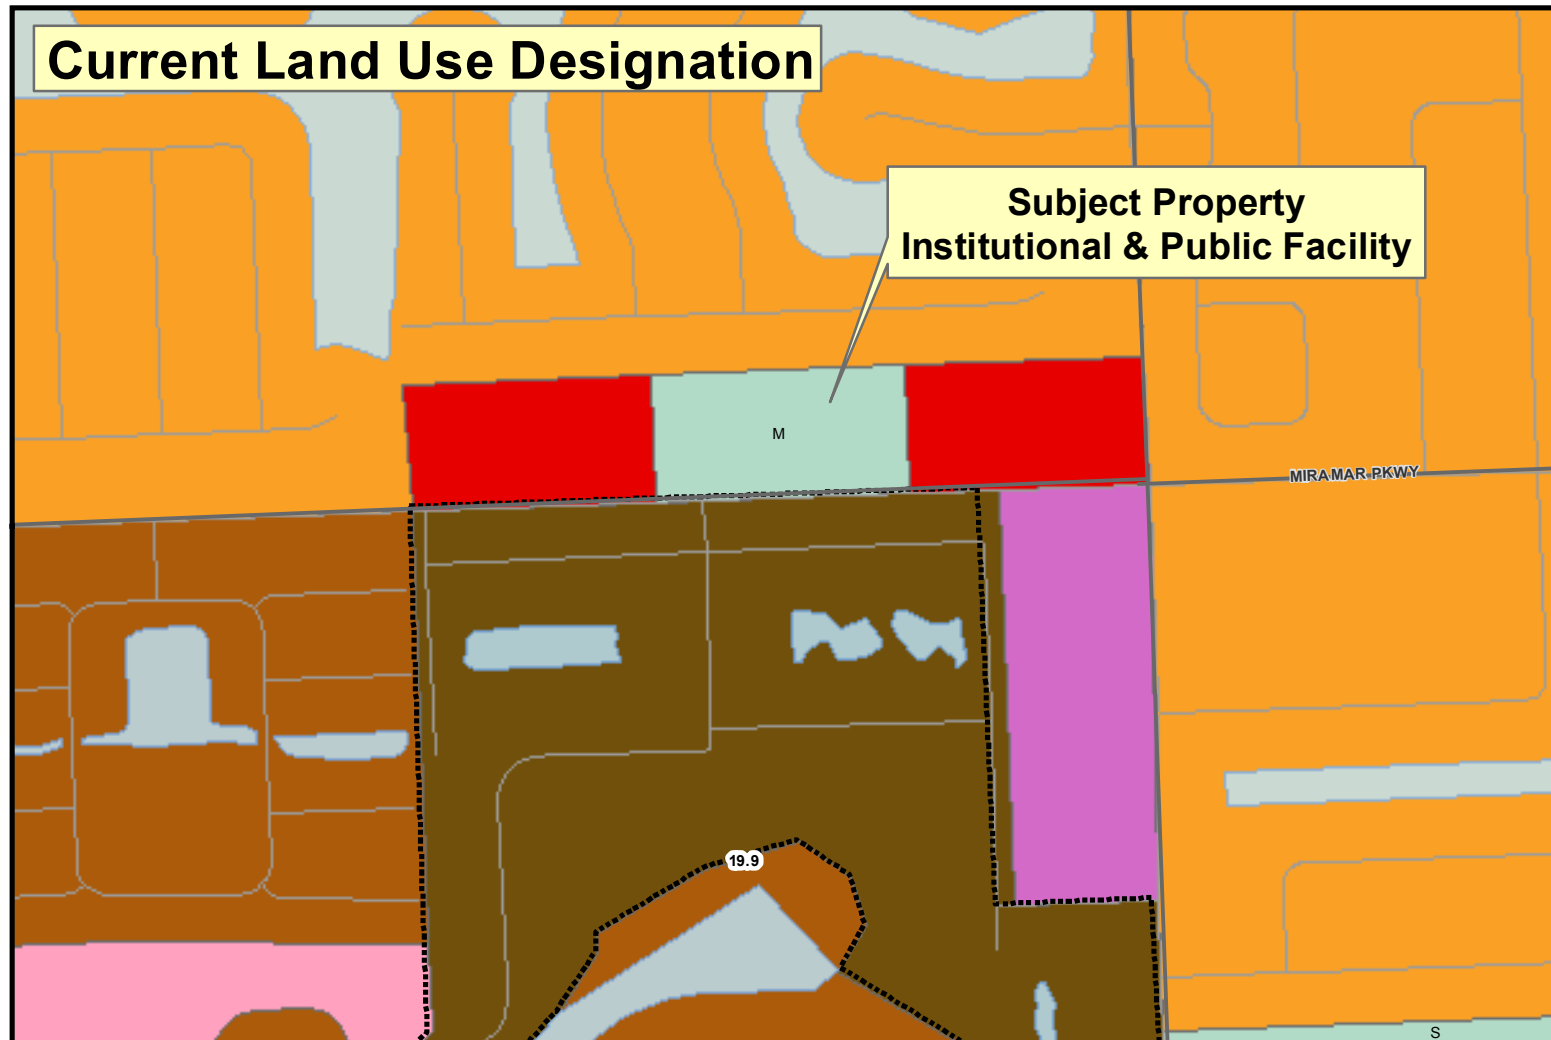 Current Land Use Designation
Subject Property
Institutional & Public Facility
M
MIRAMAR PKWY
19.9
S